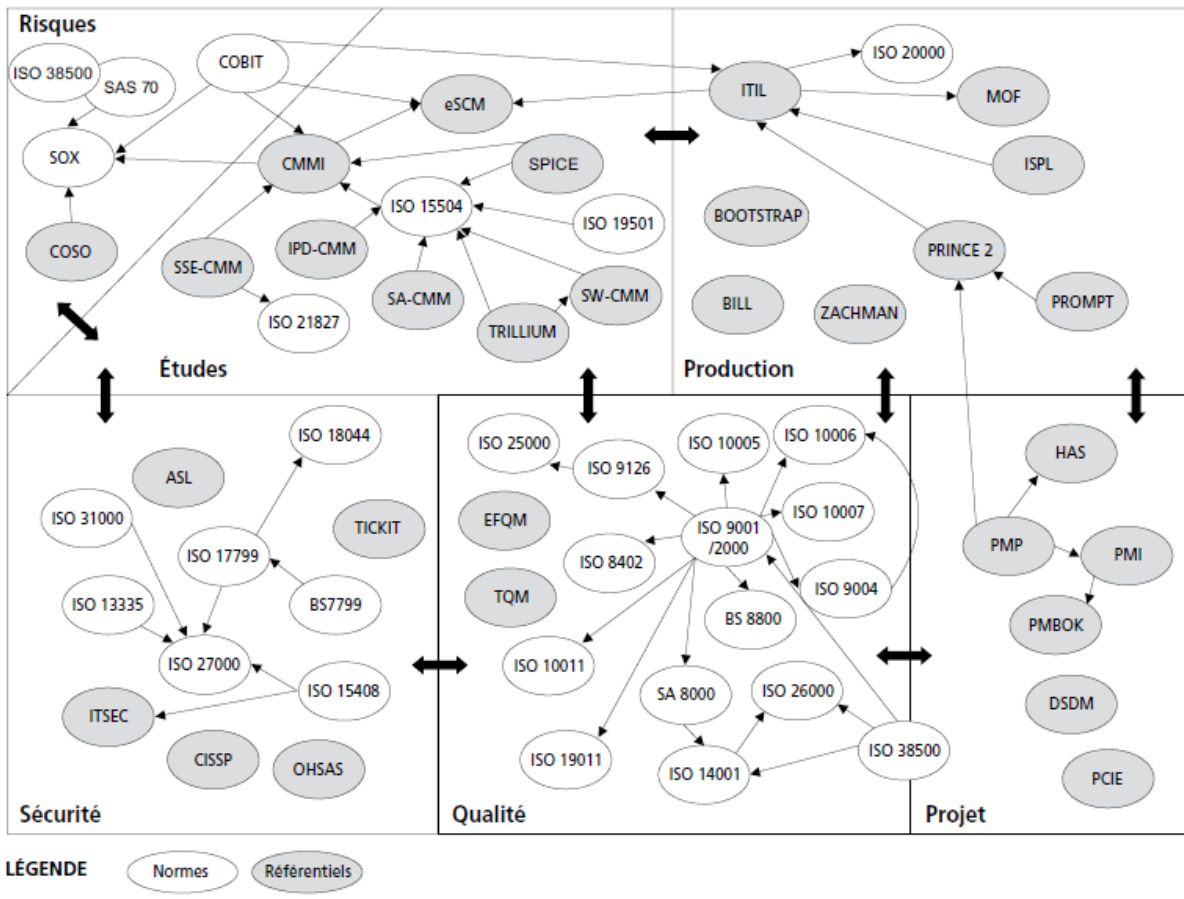 Risques
ISO 38500
SAS 70
COBIT
SOX
COSO
eSCM
CMMI
SPICE
ISO 15504
ISO 19501
IPD-CMM
SSE-CMM
SA-CMM
SW-CMM
ISO 21827
TRILLIUM
Études
ISO 20000
ITIL
MOF
ISPL
BOOTSTRAP
PRINCE 2
BILL
ZACHMAN
PROMPT
Production
ISO 18044
ASL
ISO 31000
TICKIT
ISO 17799
ISO 13335
BS7799
ISO 27000
ISO 15408
ITSEC
CISSP
OHSAS
Sécurité
ISO 25000
ISO 10005
ISO 10006
ISO 9126
EFQM
ISO 9001
/2000
ISO 10007
ISO 8402
TQM
ISO 9004
BS 8800
ISO 10011
SA 8000
ISO 26000
ISO 19011
ISO 14001
ISO 38500
Qualité
HAS
PMP
PMI
PMBOK
DSDM
PCIE
Projet
LÉGENDE
Normes
Référentiels